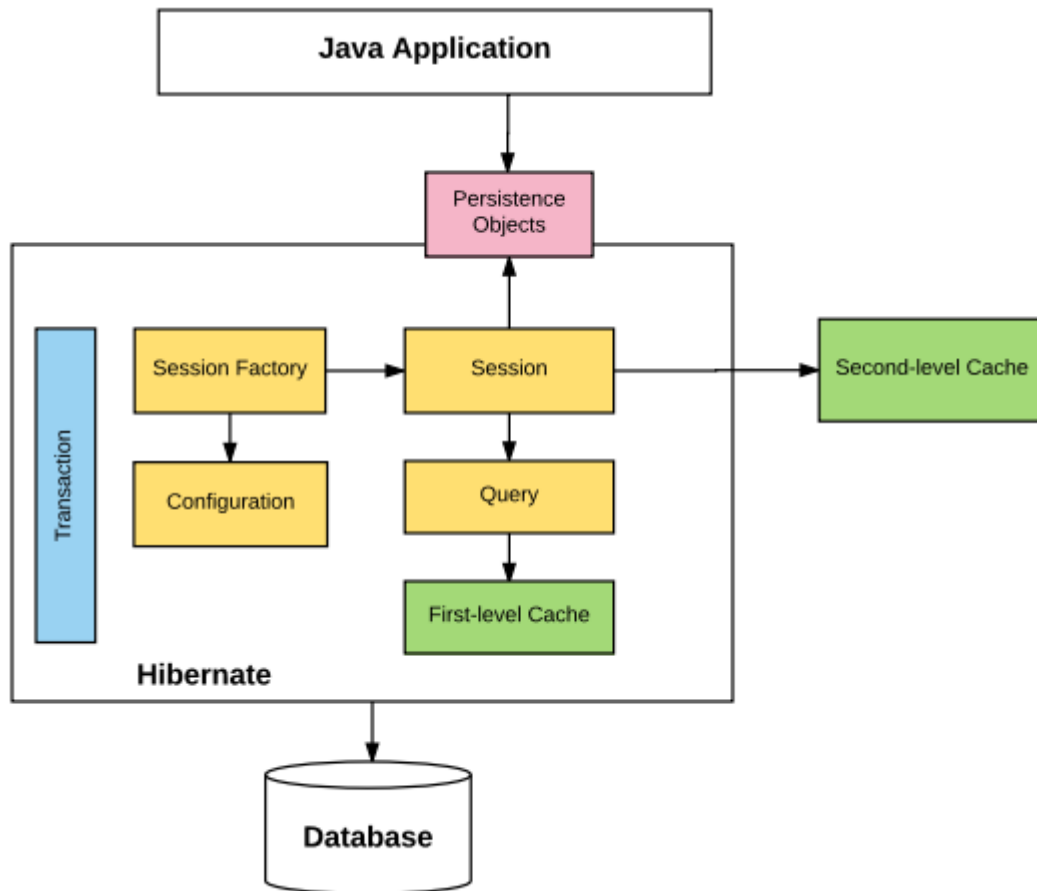 Java Application
Persistence
Objects
Session Factory
Session
Second-level Cache
Transaction
Configuration
Query
First-level Cache
Hibernate
Database